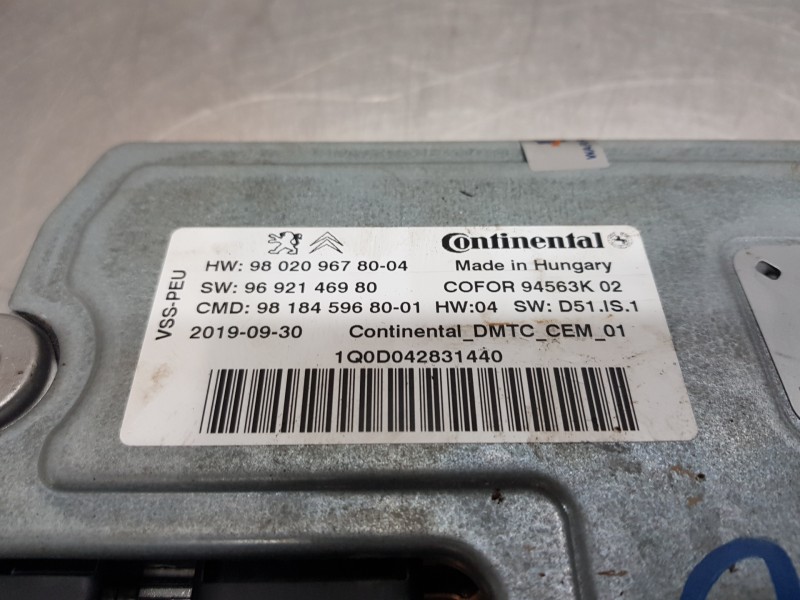 Continental
HW: 98 020 967 80-04 Made in Hungary
SW: 96 921 469 80 COFOR 94563K 02
CMD: 98 184 596 80-01 HW:04 SW: D51.IS.1
2019-09-30 Continental_DMTC_CEM_01
1Q0D042831440
VSS-PEU